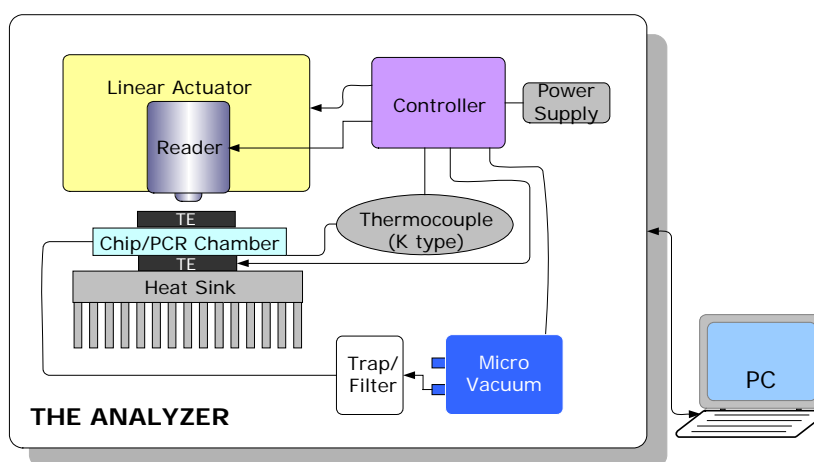 Linear Actuator
Reader
Controller
Power
Supply
TE
Chip/PCR Chamber
TE
Heat Sink
Thermocouple
(K type)
Trap/
Filter
Micro
Vacuum
PC
THE ANALYZER